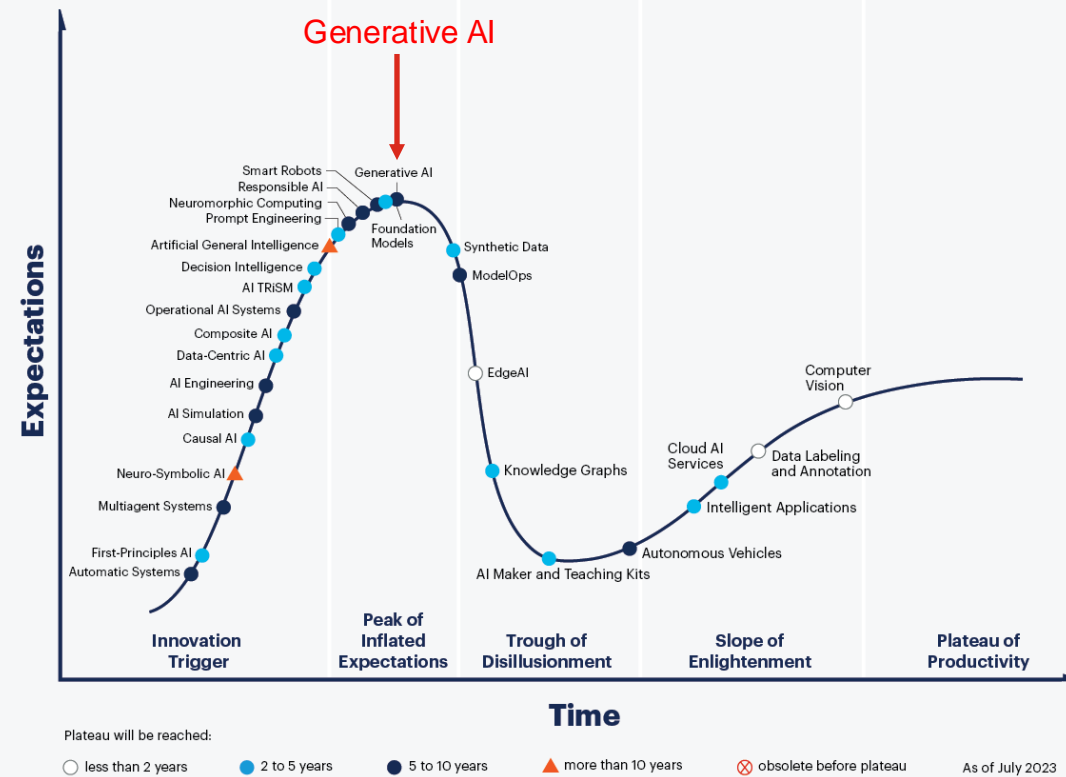 Generative AI
Smart Robots
Generative AI
Responsible AI
Neuromorphic Computing
Prompt Engineering
Foundation
Models
Artificial General Intelligence
Synthetic Data
Decision Intelligence
ModelOps
AI TRiSM
Operational AI Systems
Composite AI
Data-Centric AI
EdgeAI
AI Engineering
AI Simulation
Causal AI
Neuro-Symbolic AI
Knowledge Graphs
Multiagent Systems
First-Principles AI
Automatic Systems
AI Maker and Teaching Kits
Autonomous Vehicles
Intelligent Applications
Cloud AI
Services
Data Labeling
and Annotation
Computer
Vision
Expectations
Innovation
Trigger
Peak of
Inflated
Expectations
Trough of
Disillusionment
Slope of
Enlightenment
Plateau of
Productivity
Time
Plateau will be reached:
less than 2 years
2 to 5 years
5 to 10 years
more than 10 years
obsolete before plateau
As of July 2023